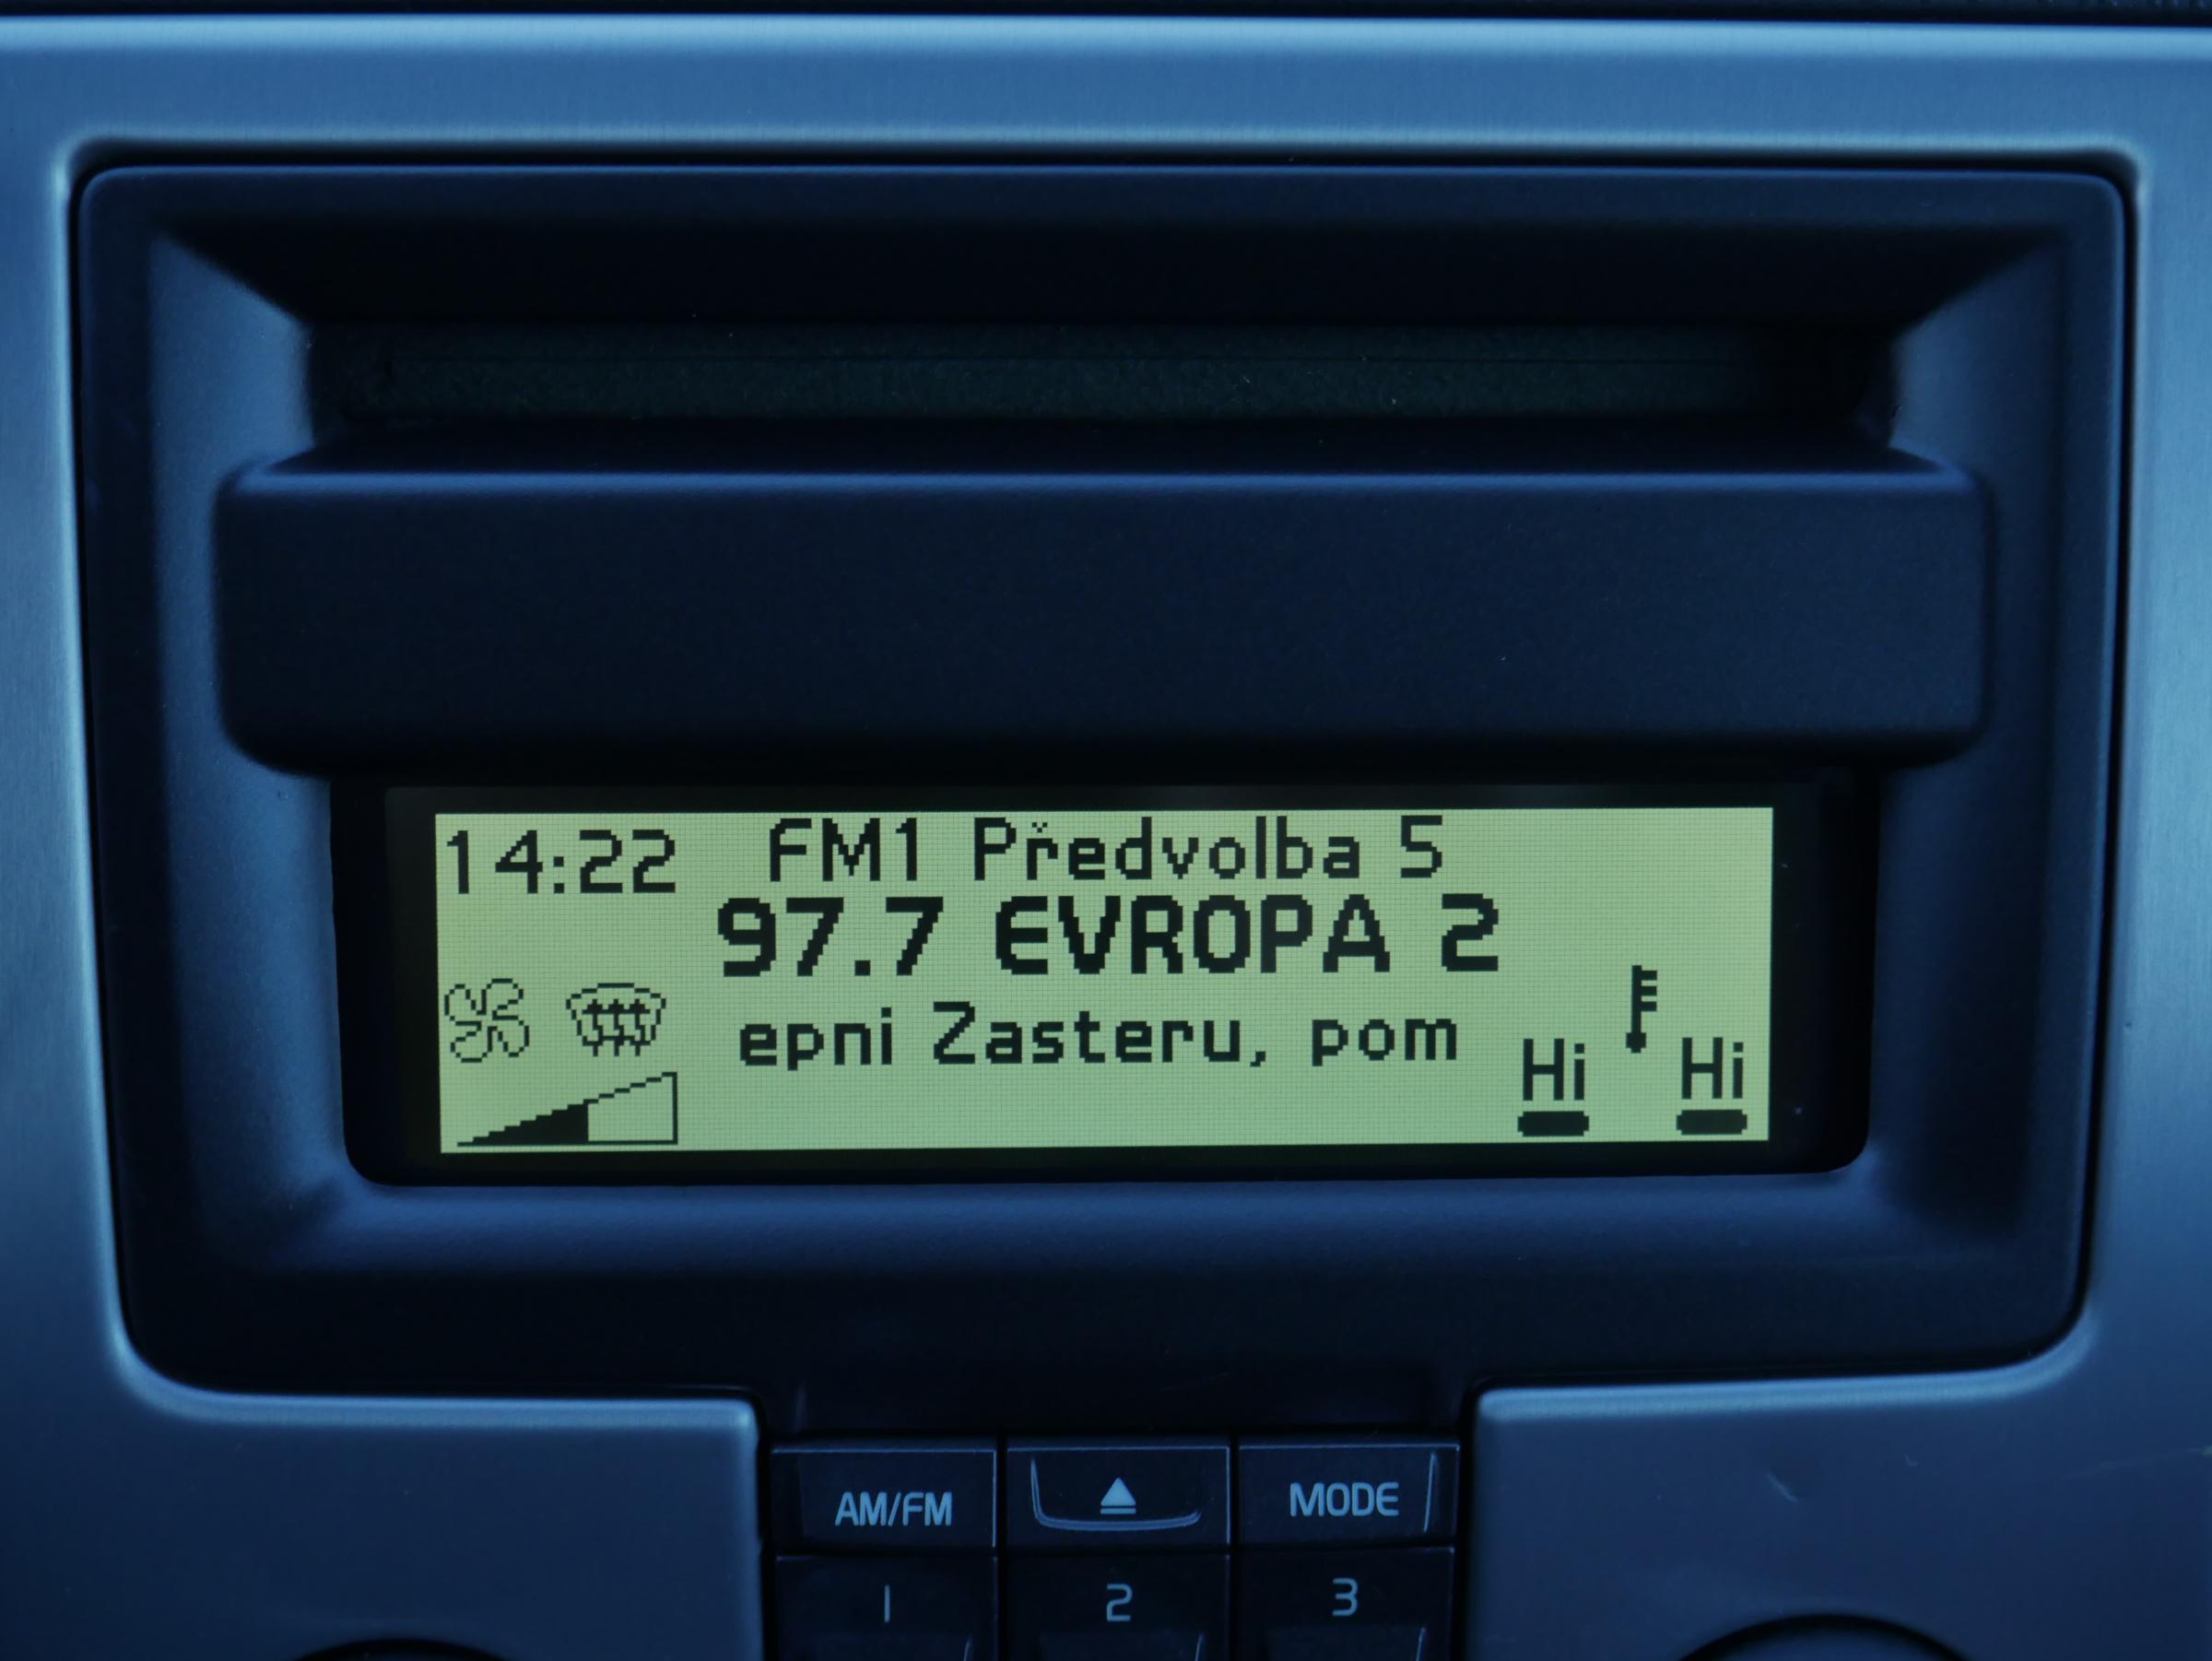 14:22 FM1 Předvolba 5
97.7 EVROPA 2
epni Zasteru, pom
Hi Hi
AM/FM MODE
1 2 3